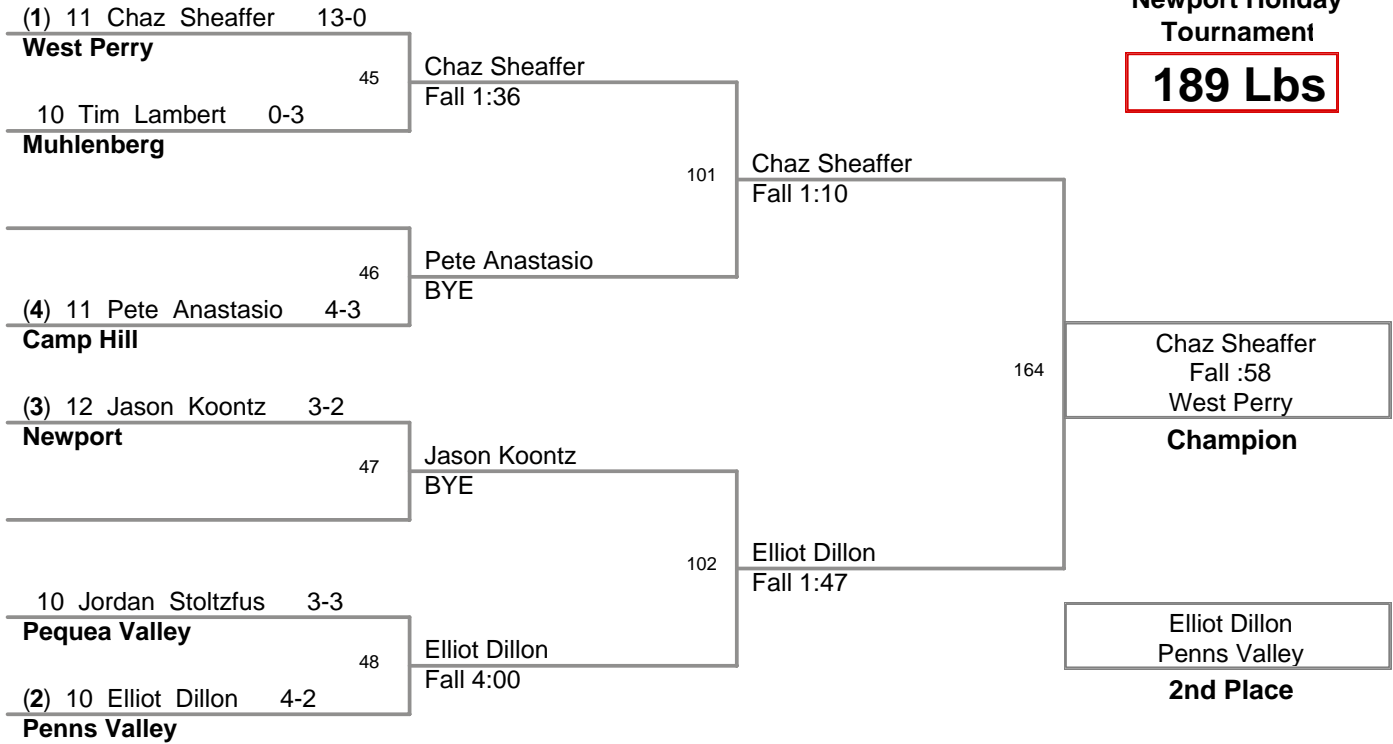 Newport Holiday
Tournament
189 Lbs
(1) 11 Chaz Sheaffer 13-0
West Perry
45
10 Tim Lambert 0-3
Muhlenberg
Chaz Sheaffer
Fall 1:36
101
Chaz Sheaffer
Fall 1:10
46
(4) 11 Pete Anastasio 4-3
Camp Hill
Pete Anastasio
BYE
164
Chaz Sheaffer
Fall :58
West Perry
Champion
(3) 12 Jason Koontz 3-2
Newport
47
Jason Koontz
BYE
102
Elliot Dillon
Fall 1:47
10 Jordan Stoltzfus 3-3
Pequea Valley
48
(2) 10 Elliot Dillon 4-2
Penns Valley
Elliot Dillon
Fall 4:00
Elliot Dillon
Penns Valley
2nd Place